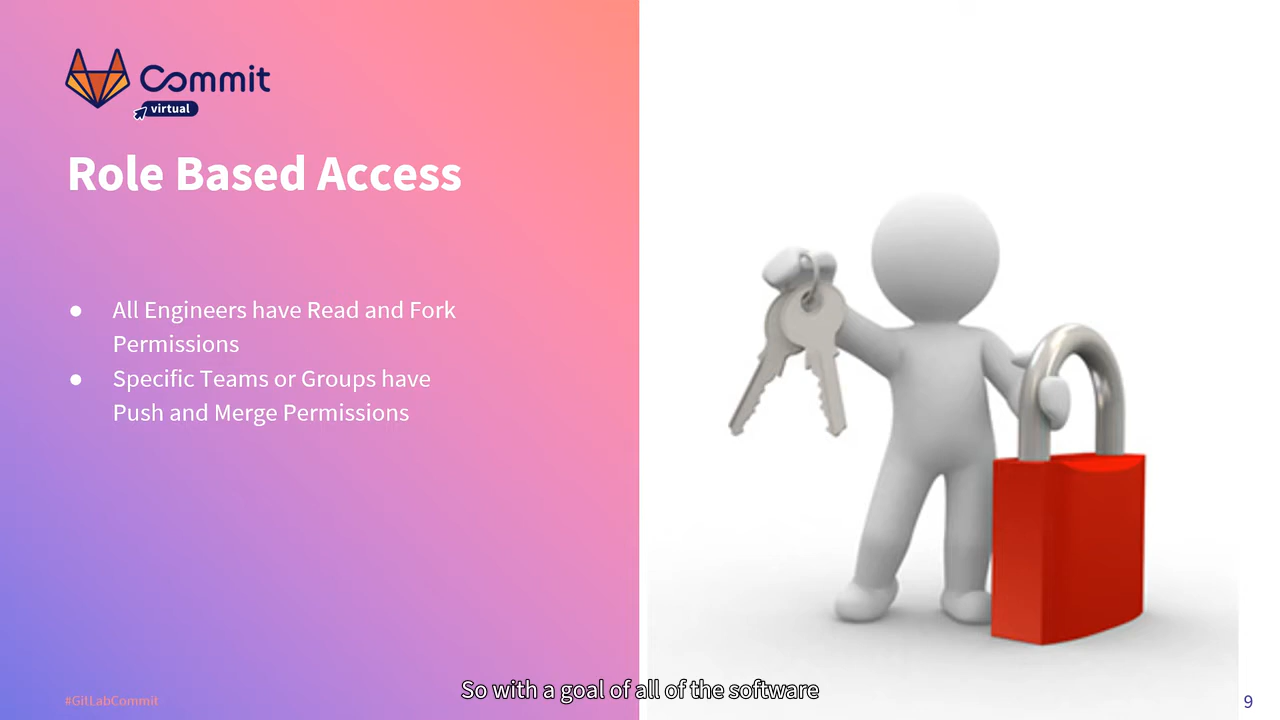 Commit
virtual
Role Based Access
● All Engineers have Read and Fork
Permissions
● Specific Teams or Groups have
Push and Merge Permissions
So with a goal of all of the software
#GitLabCommit
9